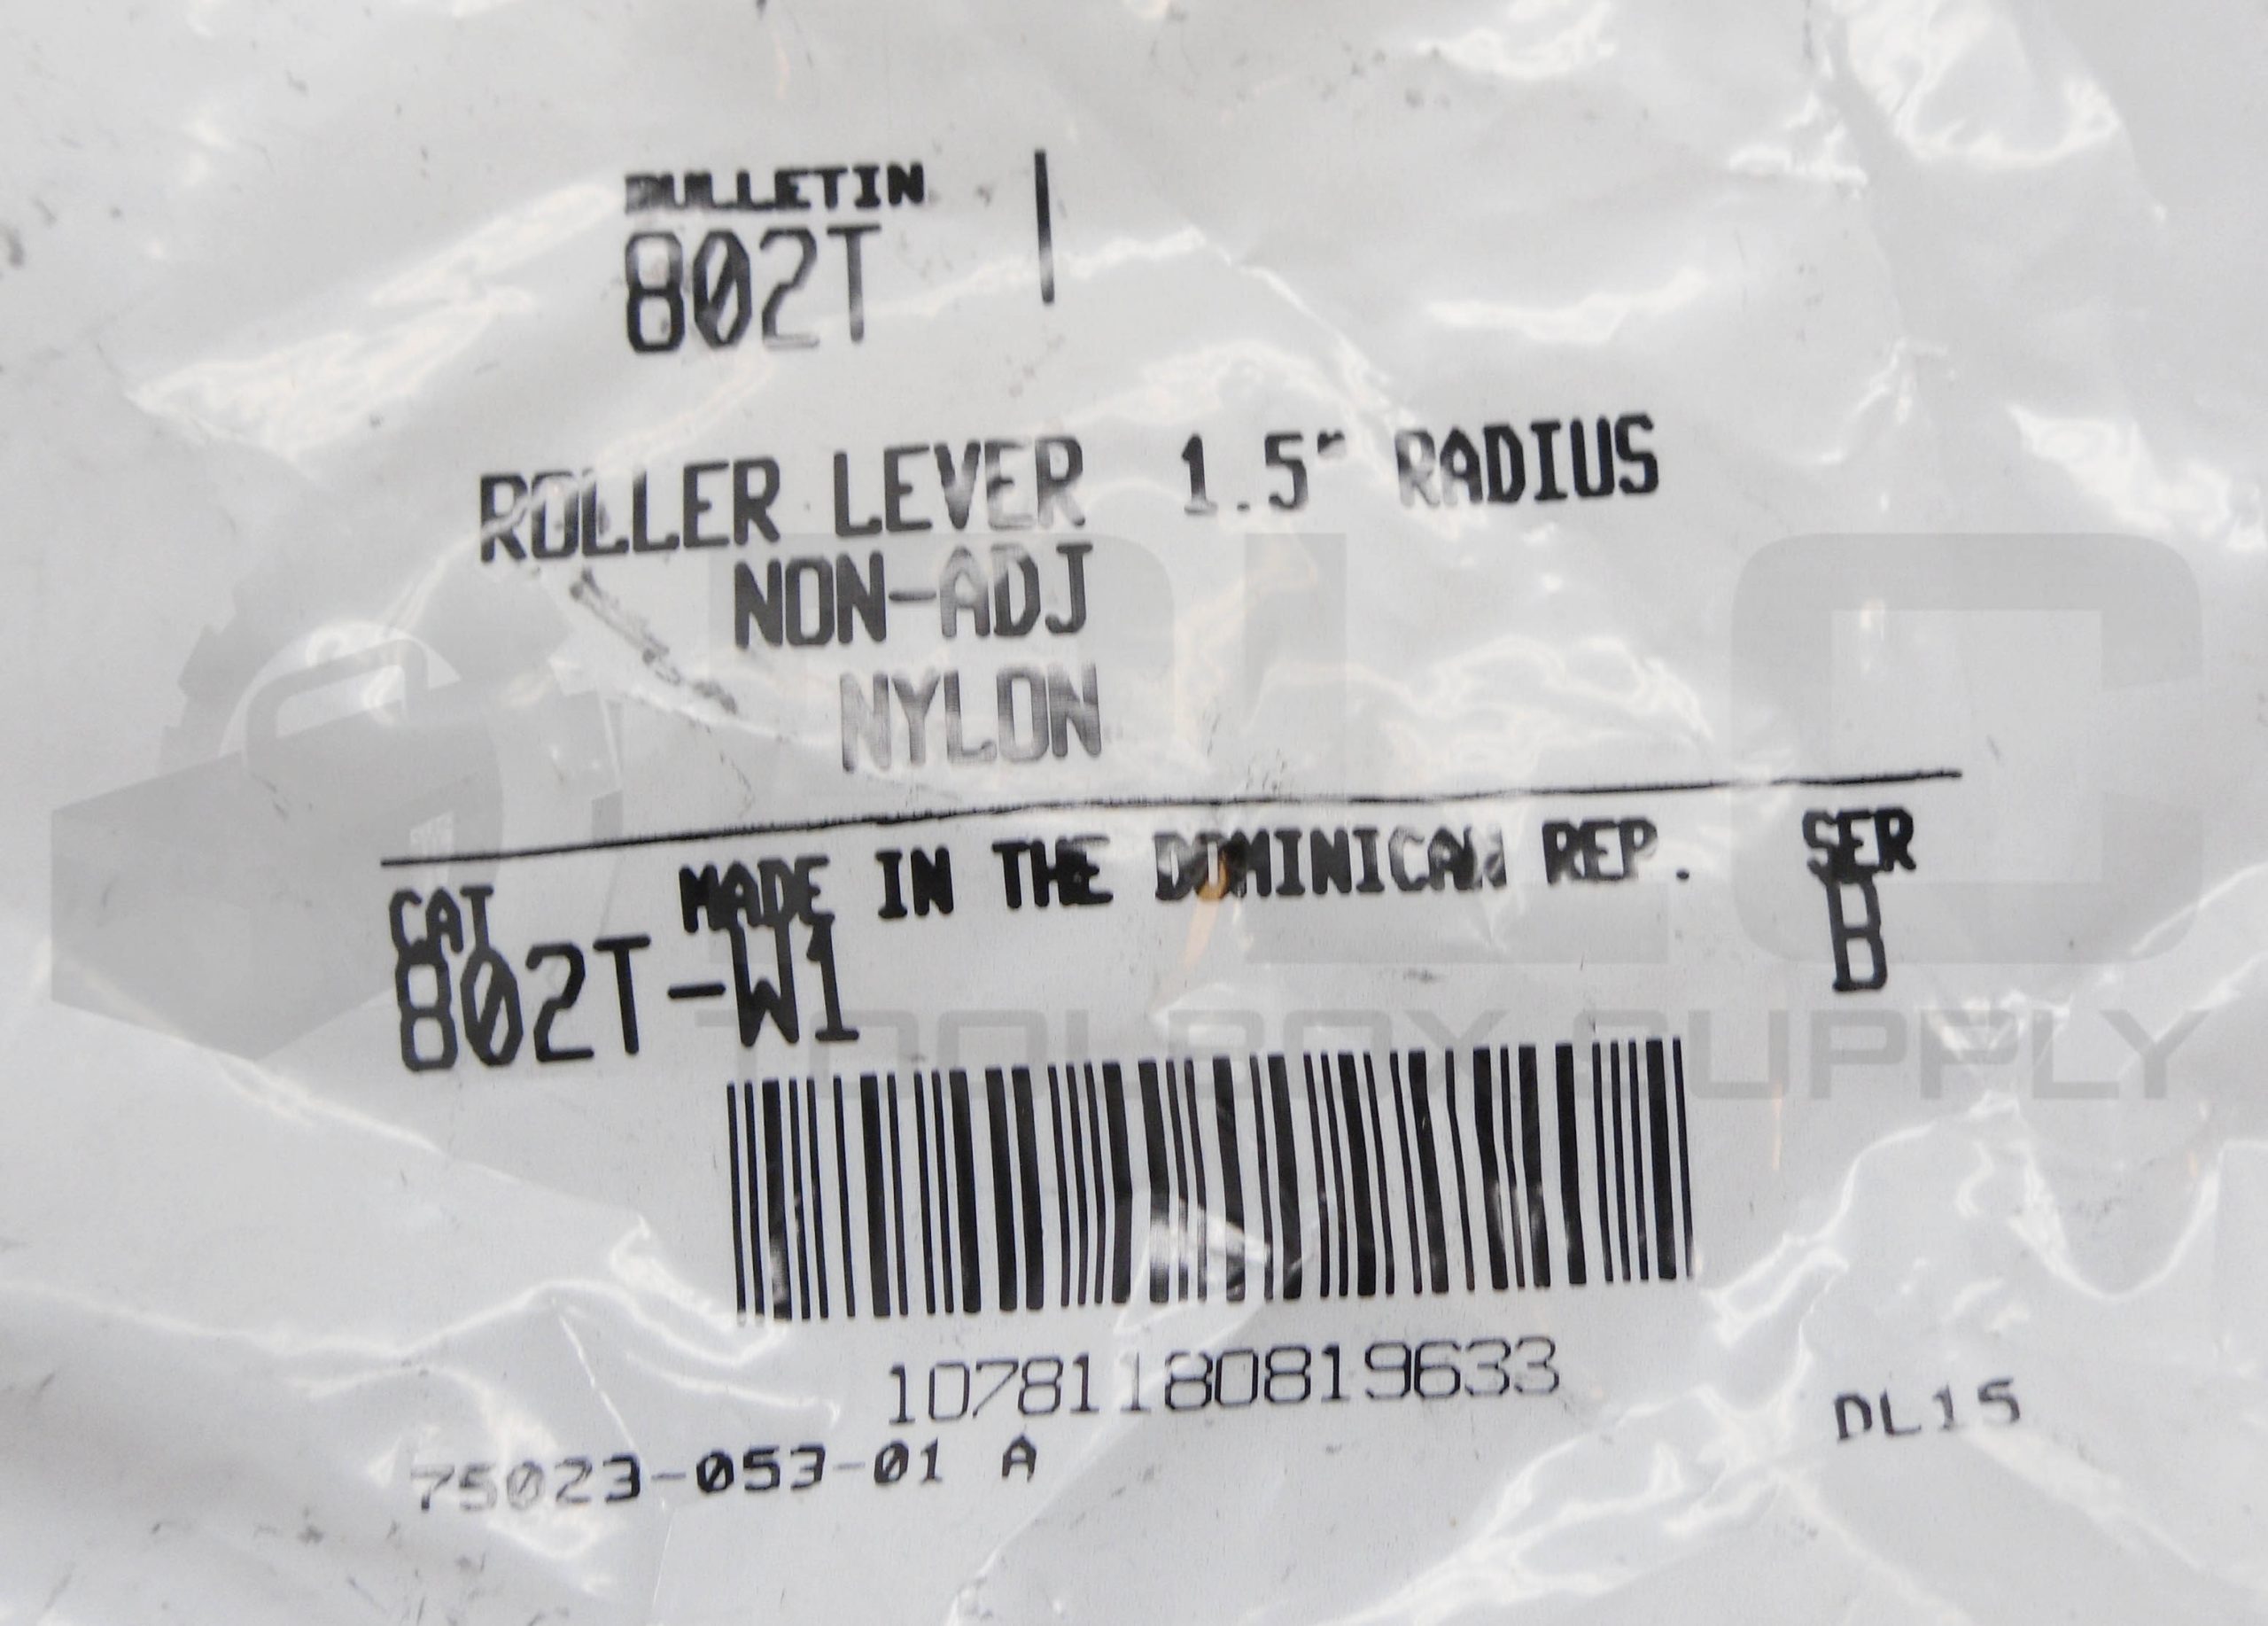 BULLETIN
802T
ROLLER LEVER 1.5" RADIUS
NON-ADJ
NYLON
CAT MADE IN THE DOMINICAN REP. SER
802T-W1 B
10781180819633
75023-053-01 A DL15
PLC
TOOLBOX SUPPLY